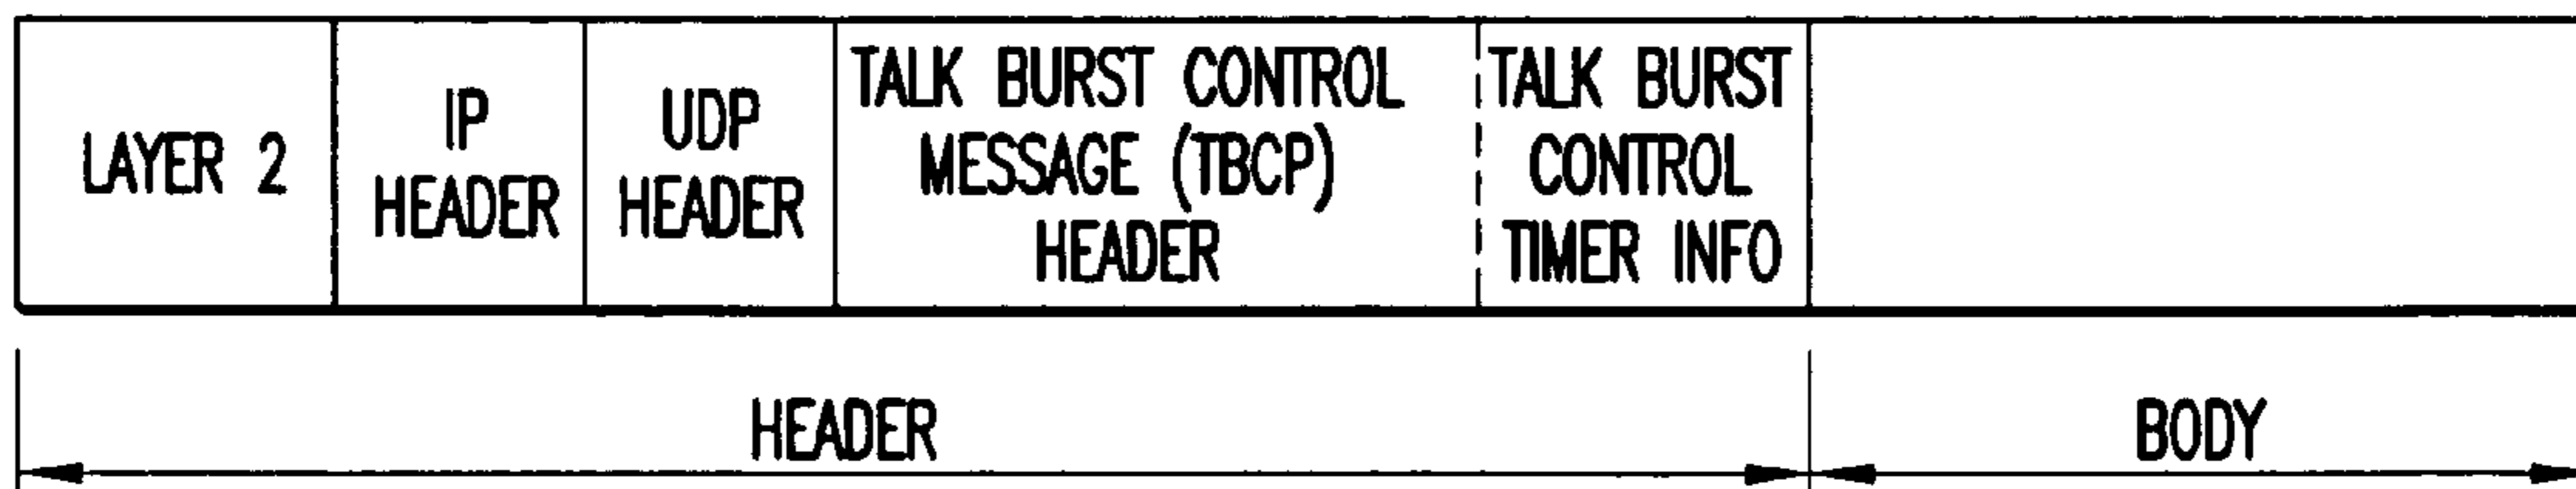 LAYER 2
IP
HEADER
UDP
HEADER
TALK BURST CONTROL
MESSAGE (TBCP)
HEADER
TALK BURST
CONTROL
TIMER INFO
HEADER
BODY